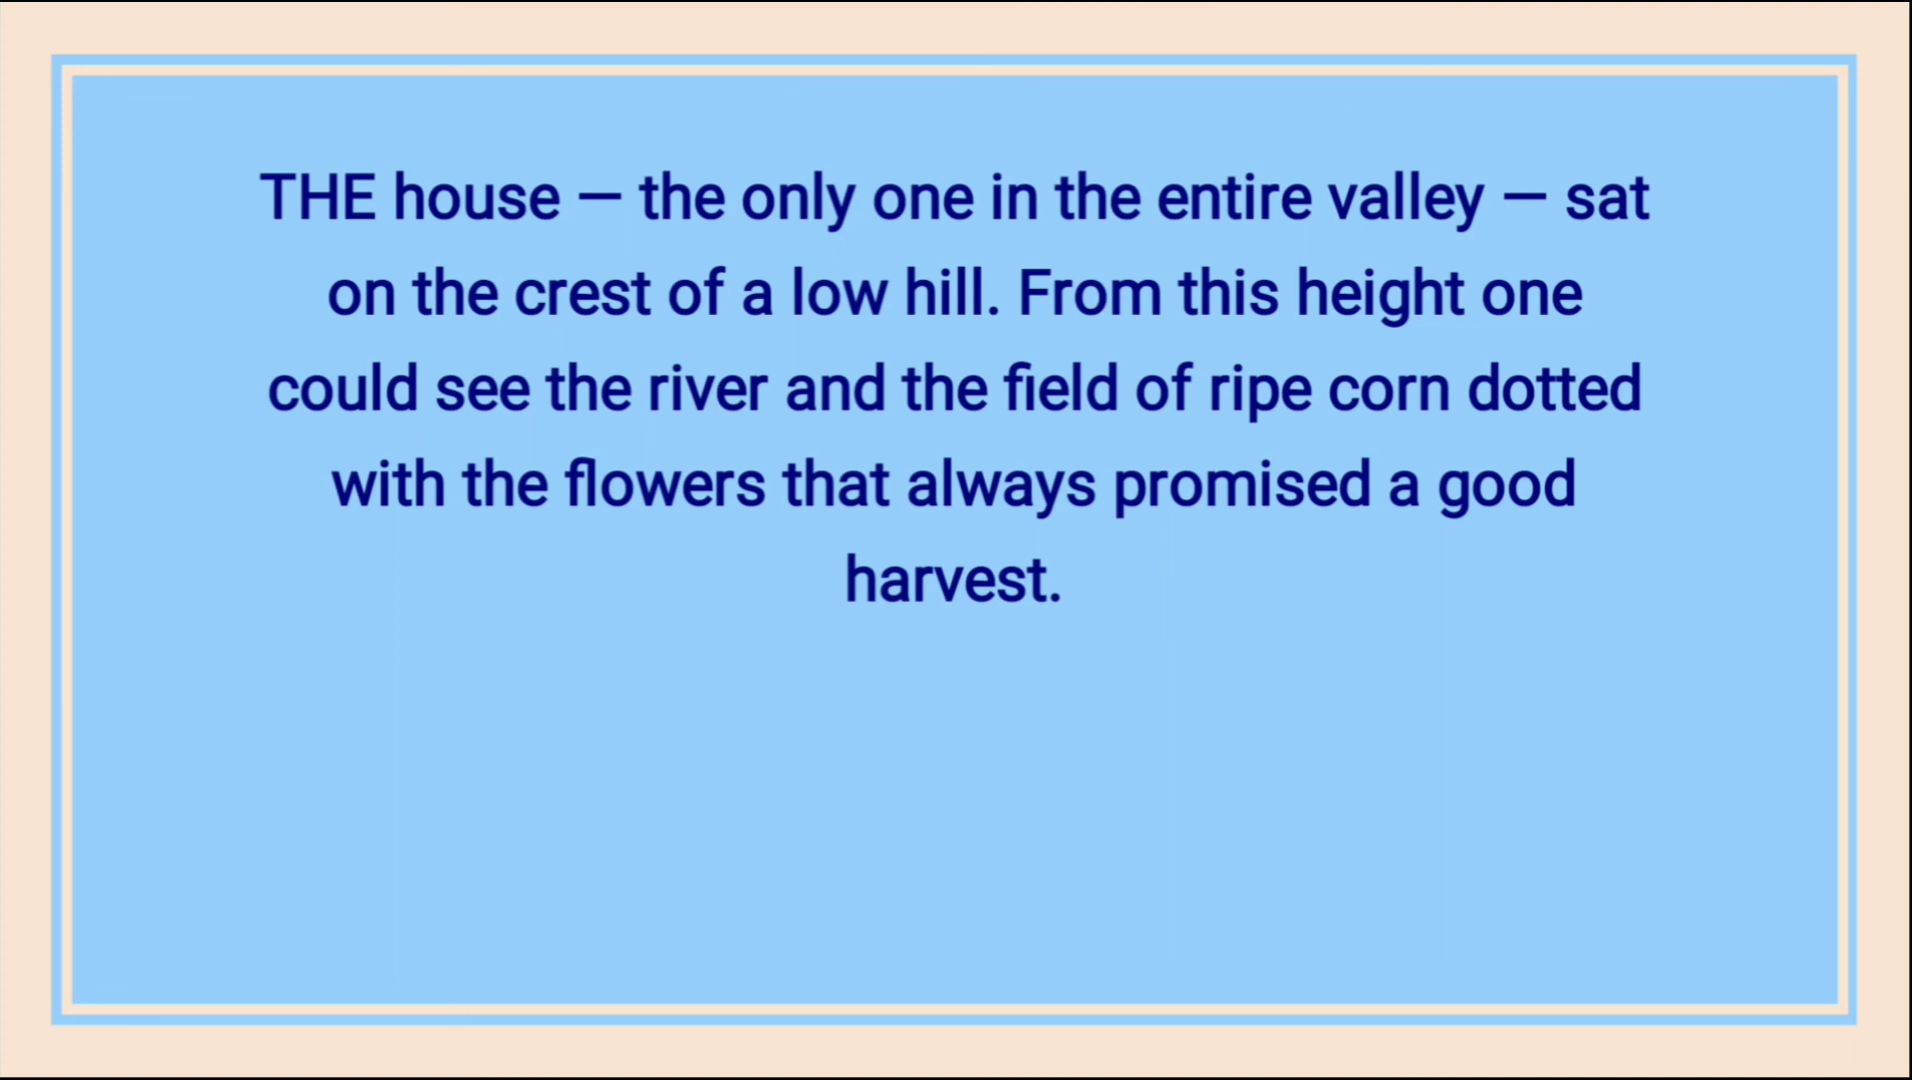 THE house — the only one in the entire valley — sat
on the crest of a low hill. From this height one
could see the river and the field of ripe corn dotted
with the flowers that always promised a good
harvest.